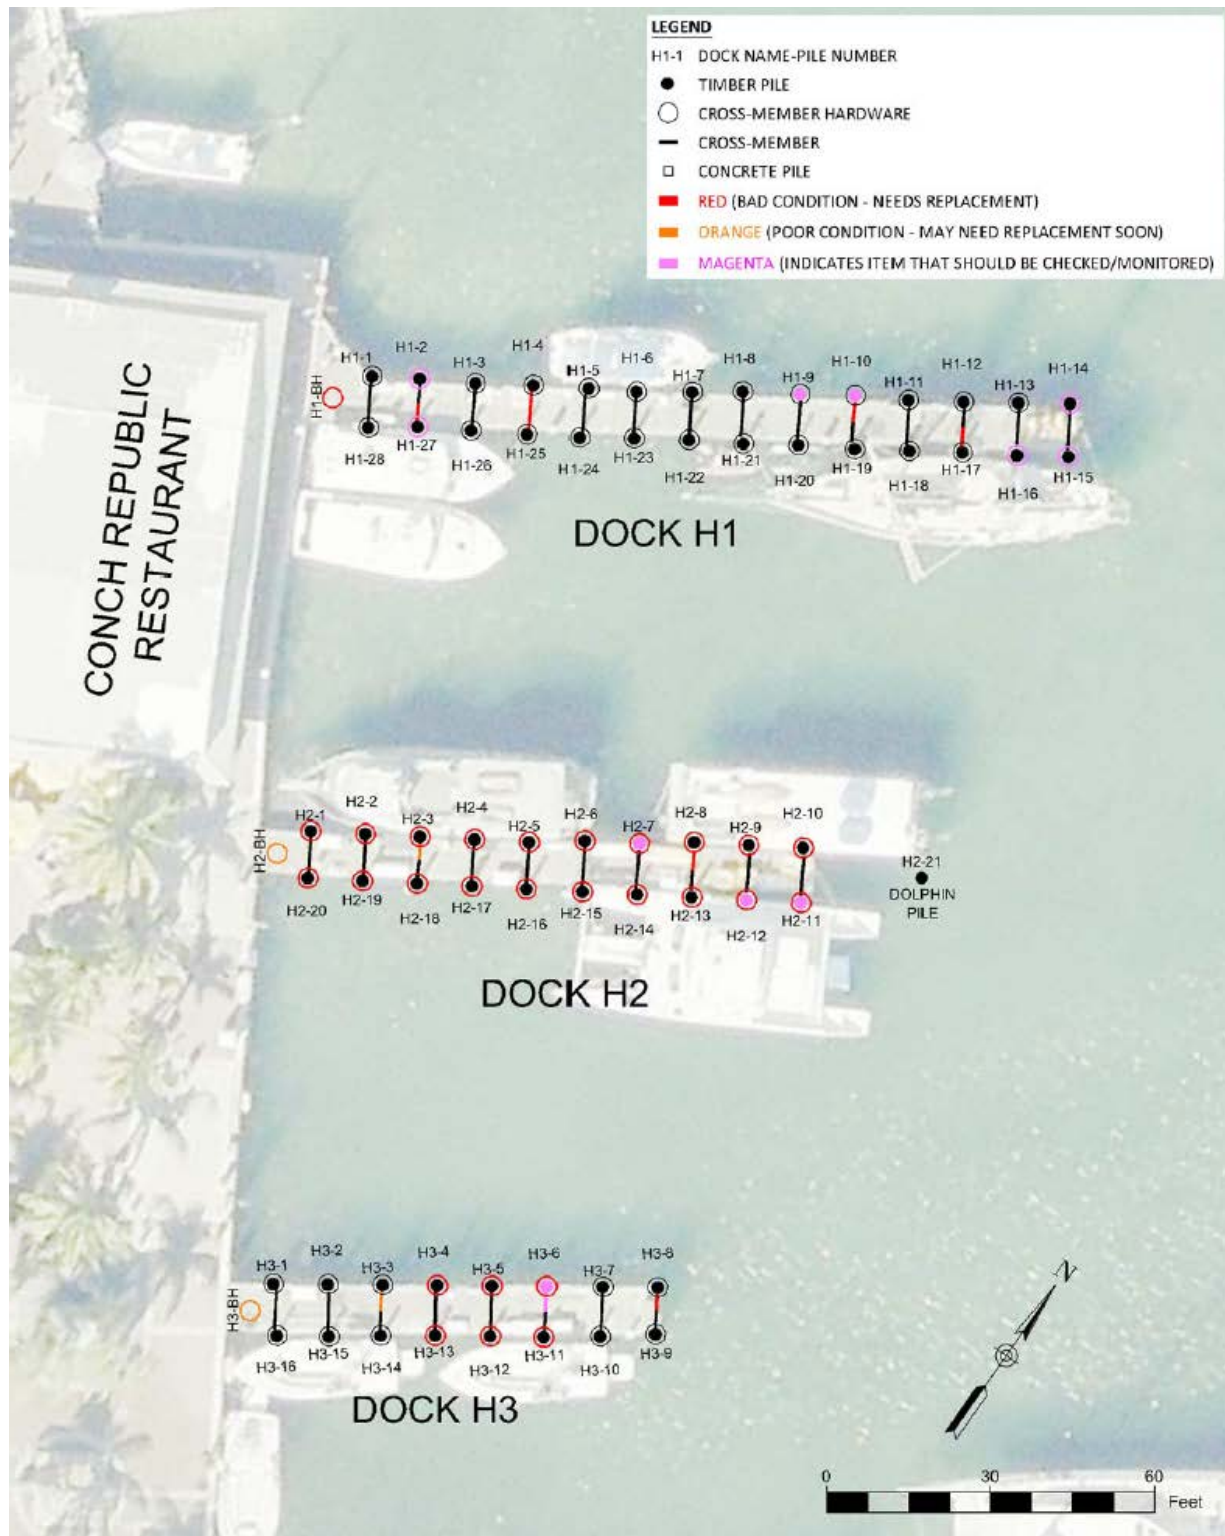 LEGEND
H1-1 DOCK NAME-PILE NUMBER
TIMBER PILE
CROSS-MEMBER HARDWARE
CROSS-MEMBER
CONCRETE PILE
RED (BAD CONDITION - NEEDS REPLACEMENT)
ORANGE (POOR CONDITION - MAY NEED REPLACEMENT SOON)
MAGENTA (INDICATES ITEM THAT SHOULD BE CHECKED/MONITORED)
CONCH REPUBLIC
RESTAURANT
H1-BH
H1-1 H1-2 H1-3 H1-4 H1-5 H1-6 H1-7 H1-8 H1-9 H1-10 H1-11 H1-12 H1-13 H1-14
H1-28 H1-27 H1-26 H1-25 H1-24 H1-23 H1-22 H1-21 H1-20 H1-19 H1-18 H1-17 H1-16 H1-15
DOCK H1
H2-BH
H2-1 H2-2 H2-3 H2-4 H2-5 H2-6 H2-7 H2-8 H2-9 H2-10
H2-21
DOLPHIN
PILE
H2-20 H2-19 H2-18 H2-17 H2-16 H2-15 H2-14 H2-13 H2-12 H2-11
DOCK H2
H3-BH
H3-1 H3-2 H3-3 H3-4 H3-5 H3-6 H3-7 H3-8
H3-16 H3-15 H3-14 H3-13 H3-12 H3-11 H3-10 H3-9
DOCK H3
N
0 30 60
Feet